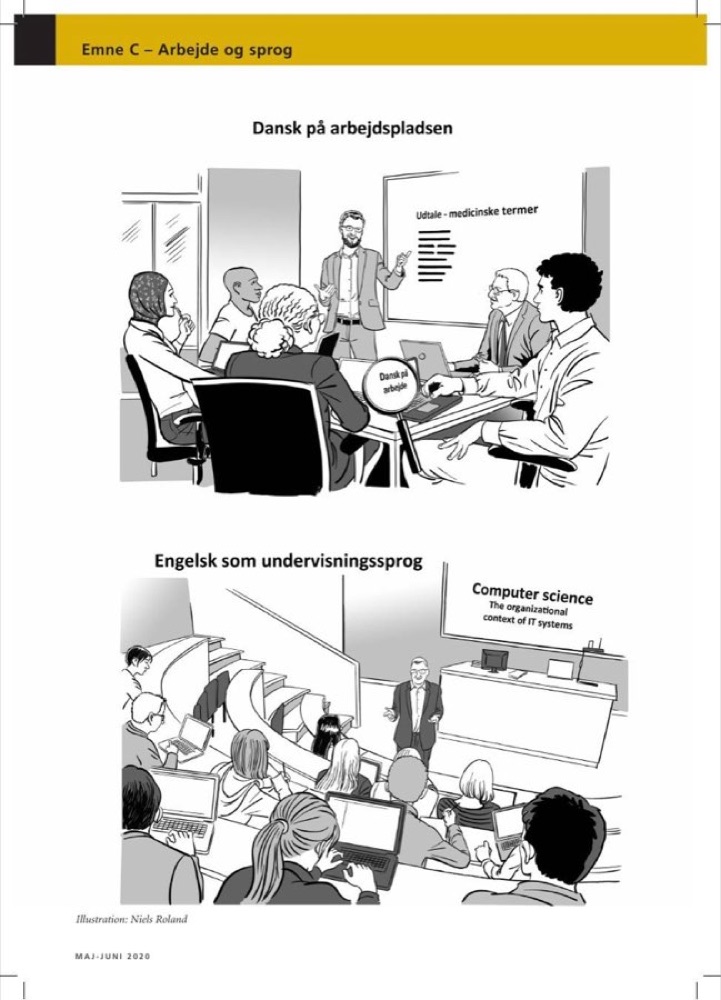 Emne C – Arbejde og sprog
Dansk på arbejdspladsen
Udtale - medicinske termer
Dansk på
arbejde
Engelsk som undervisningssprog
Computer science
The organizational
context of IT systems
Illustration: Niels Roland
MAJ-JUNI 2020